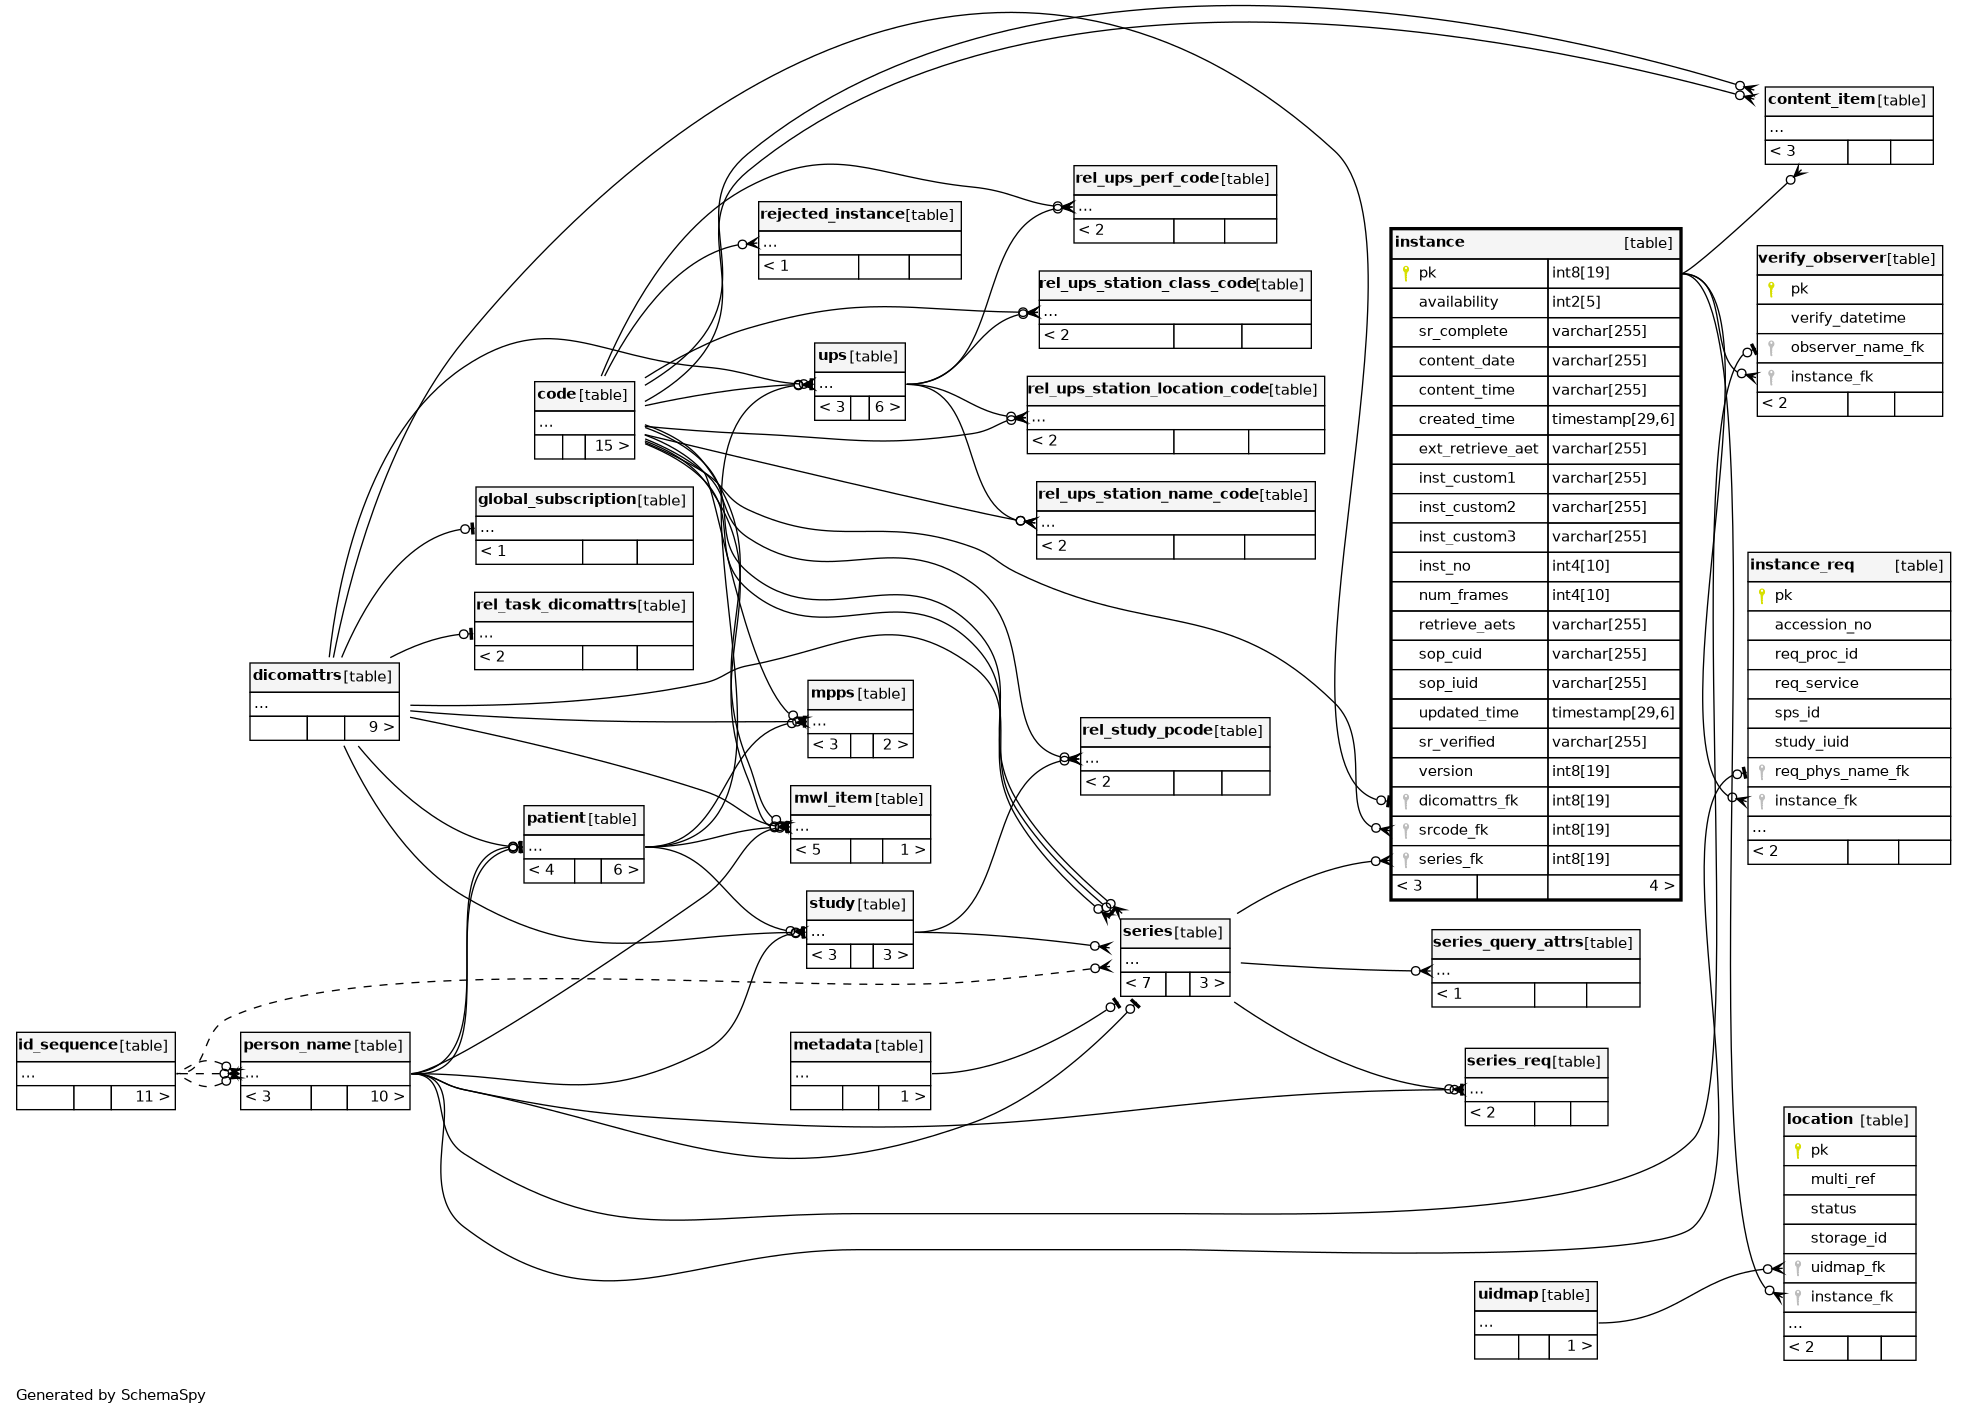 content_item [table]
...
< 3
rel_ups_perf_code [table]
...
< 2
rejected_instance [table]
...
< 1
instance [table]
pk int8[19]
availability int2[5]
sr_complete varchar[255]
content_date varchar[255]
content_time varchar[255]
created_time timestamp[29,6]
ext_retrieve_aet varchar[255]
inst_custom1 varchar[255]
inst_custom2 varchar[255]
inst_custom3 varchar[255]
inst_no int4[10]
num_frames int4[10]
retrieve_aets varchar[255]
sop_cuid varchar[255]
sop_iuid varchar[255]
updated_time timestamp[29,6]
sr_verified varchar[255]
version int8[19]
dicomattrs_fk int8[19]
srcode_fk int8[19]
series_fk int8[19]
< 3 4 >
verify_observer [table]
pk
verify_datetime
observer_name_fk
instance_fk
< 2
rel_ups_station_class_code [table]
...
< 2
ups [table]
...
< 3 6 >
rel_ups_station_location_code [table]
...
< 2
code [table]
...
15 >
rel_ups_station_name_code [table]
...
< 2
global_subscription [table]
...
< 1
instance_req [table]
pk
accession_no
req_proc_id
req_service
sps_id
study_iuid
req_phys_name_fk
instance_fk
...
< 2
rel_task_dicomattrs [table]
...
< 2
dicomattrs [table]
...
9 >
mpps [table]
...
< 3 2 >
rel_study_pcode [table]
...
< 2
mwl_item [table]
...
< 5 1 >
patient [table]
...
< 4 6 >
study [table]
...
< 3 3 >
series [table]
...
< 7 3 >
series_query_attrs [table]
...
< 1
id_sequence [table]
...
11 >
person_name [table]
...
< 3 10 >
metadata [table]
...
1 >
series_req [table]
...
< 2
location [table]
pk
multi_ref
status
storage_id
uidmap_fk
instance_fk
...
< 2
uidmap [table]
...
1 >
Generated by SchemaSpy